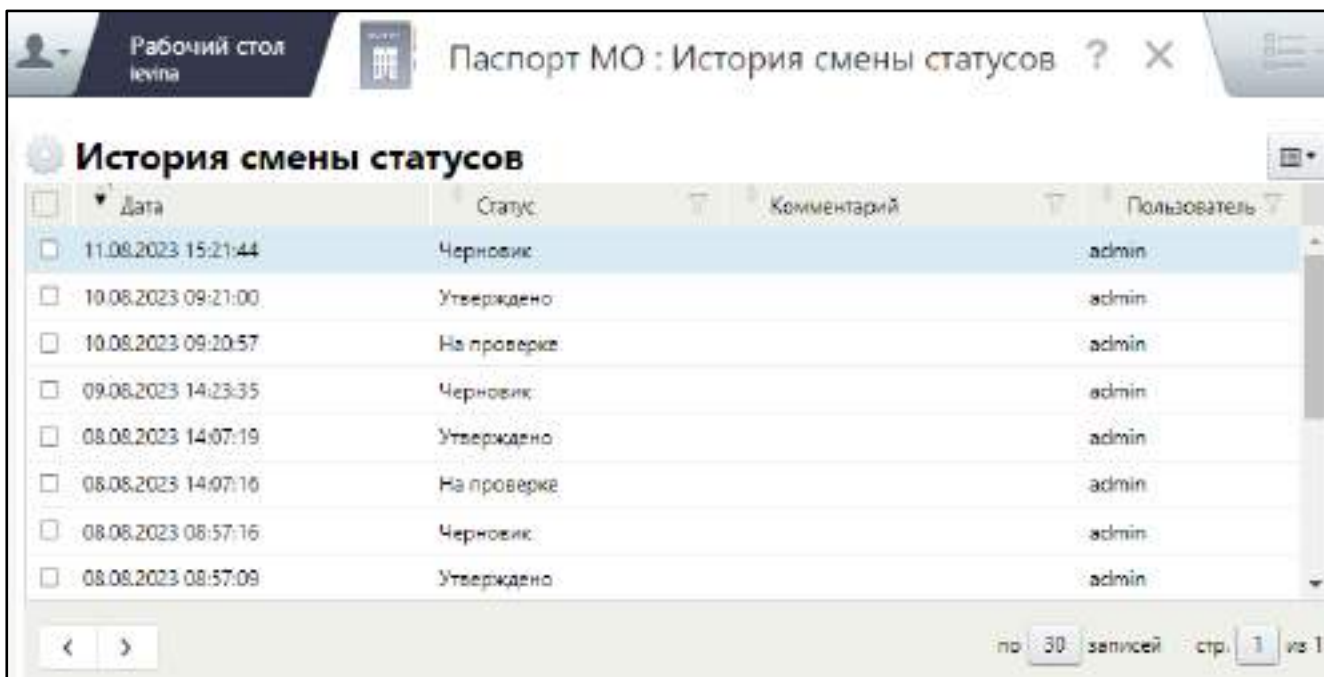 Рабочий стол
levina
Паспорт МО : История смены статусов ? ×
История смены статусов
Дата Статус Комментарий Пользователь
11.08.2023 15:21:44 Черновик admin
10.08.2023 09:21:00 Утверждено admin
10.08.2023 09:20:57 На проверке admin
09.08.2023 14:23:35 Черновик admin
08.08.2023 14:07:19 Утверждено admin
08.08.2023 14:07:16 На проверке admin
08.08.2023 08:57:16 Черновик admin
08.08.2023 08:57:09 Утверждено admin
по 30 записей стр. 1 из 1